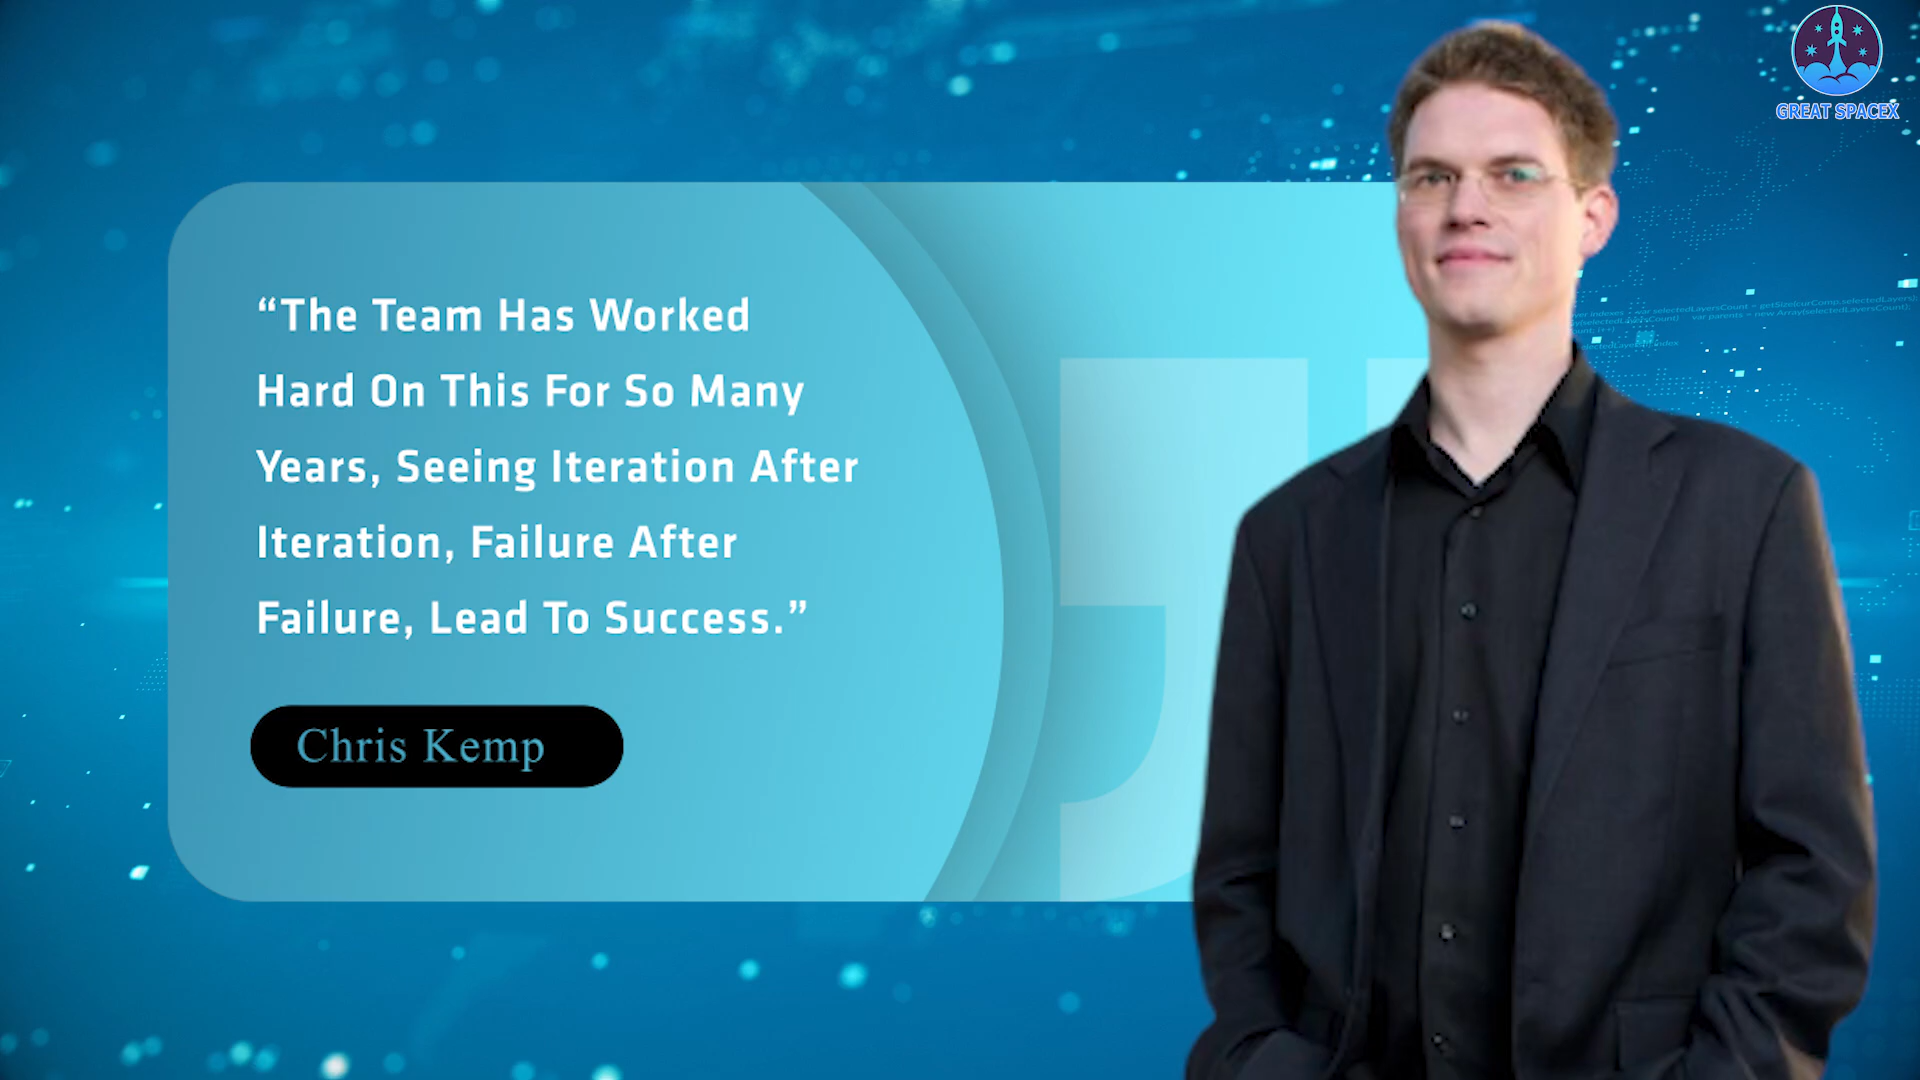 GREAT SPACEX
“The Team Has Worked
Hard On This For So Many
Years, Seeing Iteration After
Iteration, Failure After
Failure, Lead To Success.”
Chris Kemp